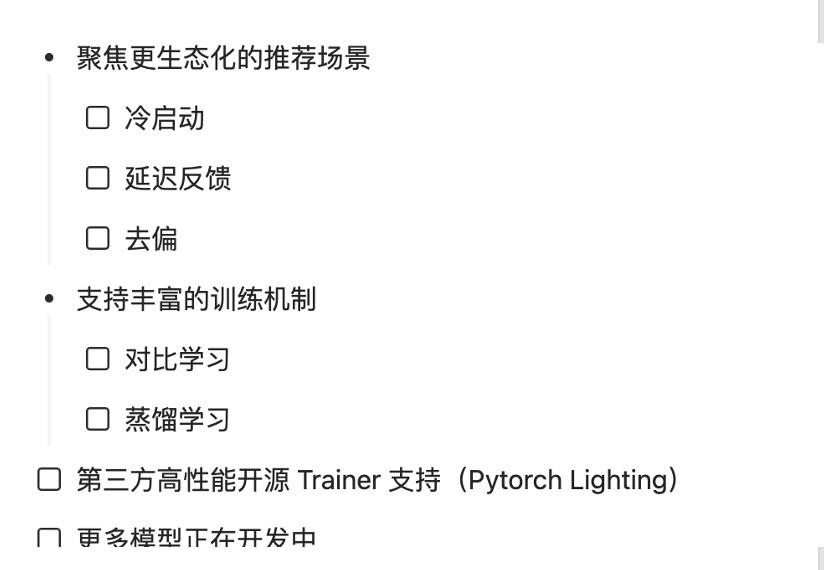 聚焦更生态化的推荐场景
冷启动
延迟反馈
去偏
支持丰富的训练机制
对比学习
蒸馏学习
第三方高性能开源 Trainer 支持（Pytorch Lighting）
更多模型正在开发中